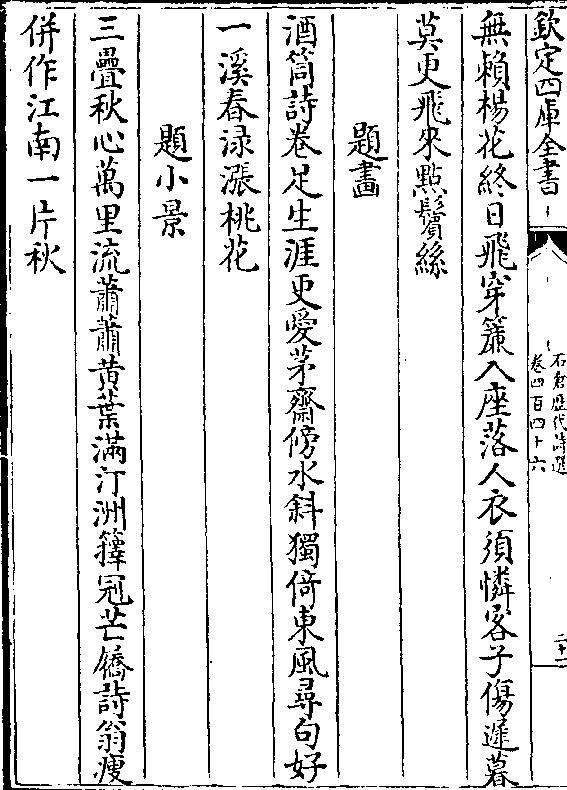 欽定四庫全書
石倉歷代詩選
卷四百四十六
二十二
無賴楊花終日飛穿簾入座落人衣須憐客子傷遲暮
莫更飛來點鬢絲
題畫
酒筒詩卷足生涯更愛茅齋傍水斜獨倚東風尋句好
一溪春渌漲桃花
題小景
三疊秋心萬里流蕭蕭黄葉滿汀洲籜冠芒屩詩翁瘦
併作江南一片秋